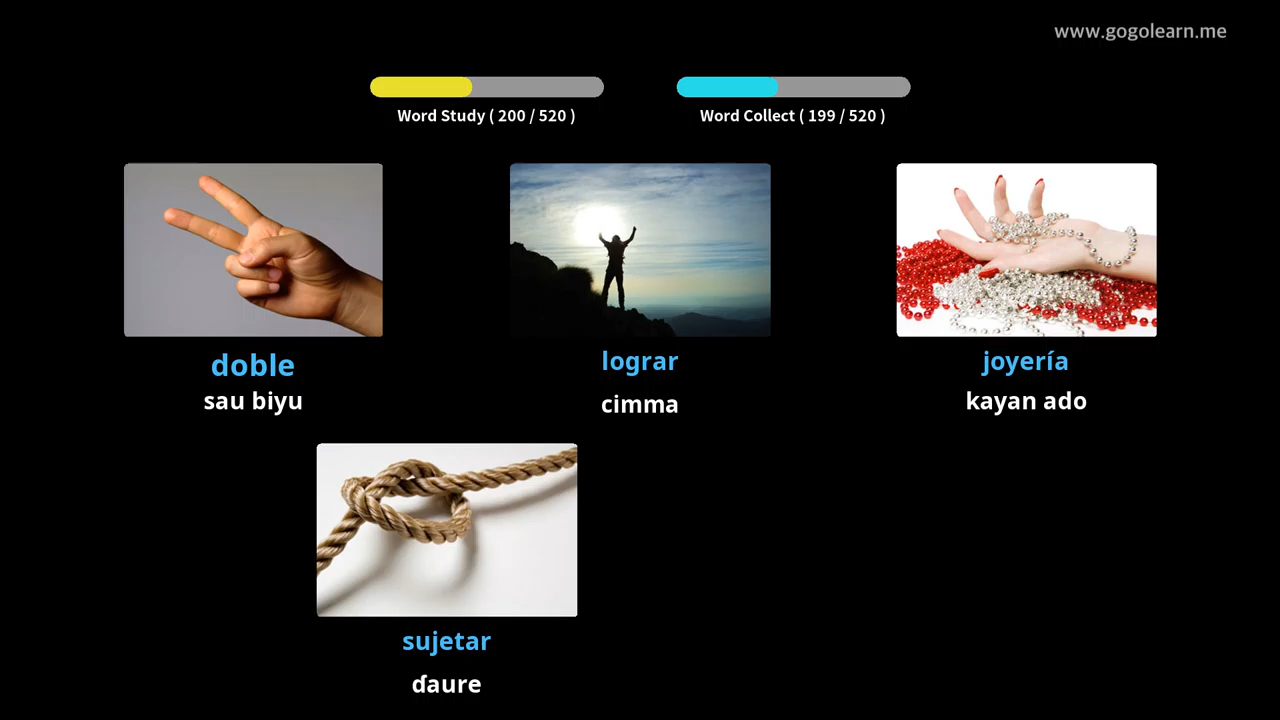 www.gogolearn.me
Word Study ( 200 / 520 )
Word Collect ( 199 / 520 )
doble
sau biyu
lograr
cimma
joyería
kayan ado
sujetar
ɗaure